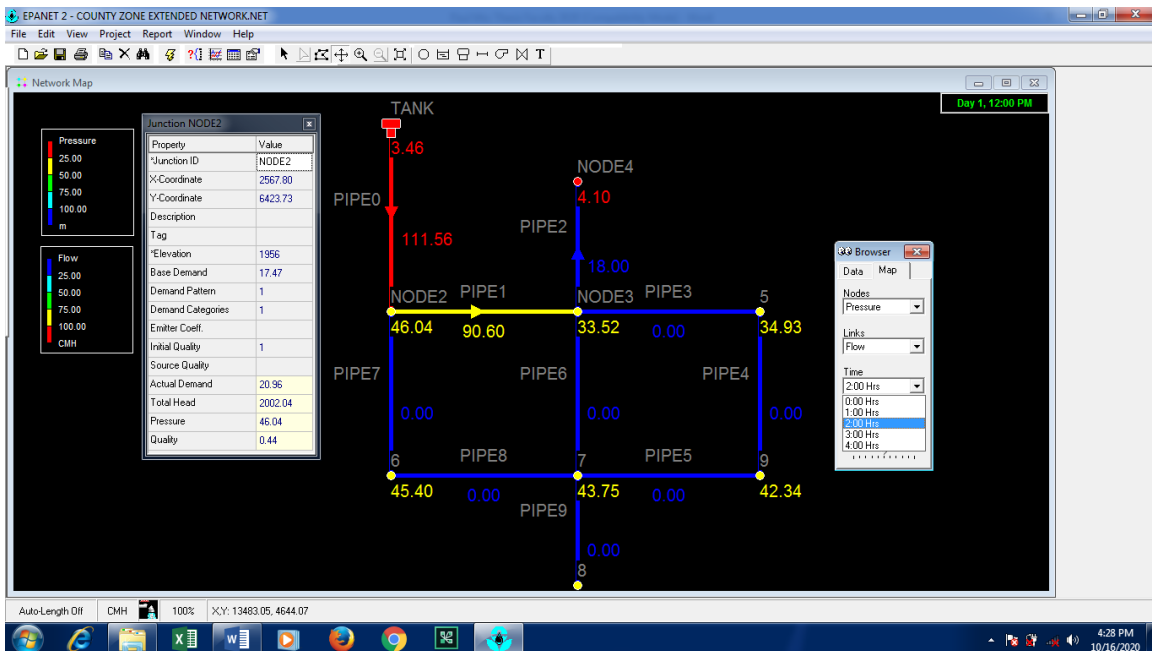 EPANET 2 - COUNTY ZONE EXTENDED NETWORK.NET
File Edit View Project Report Window Help
T
Network Map
Day 1, 12:00 PM
Pressure
25.00
50.00
75.00
100.00
m
Flow
25.00
50.00
75.00
100.00
CMH
Junction NODE2
Property Value
*Junction ID NODE2
X-Coordinate 2567.80
Y-Coordinate 6423.73
Description
Tag
*Elevation 1956
Base Demand 17.47
Demand Pattern 1
Demand Categories 1
Emitter Coeff.
Initial Quality 1
Source Quality
Actual Demand 20.96
Total Head 2002.04
Pressure 46.04
Quality 0.44
TANK
3.46
NODE4
PIPE0
4.10
PIPE2
111.56
18.00
NODE2 PIPE1 NODE3 PIPE3 5
46.04 90.60 33.52 0.00 34.93
PIPE7 PIPE6 PIPE4
0.00 0.00 0.00
6 PIPE8 7 PIPE5 9
45.40 0.00 43.75 0.00 42.34
PIPE9
0.00
8
Browser
Data Map
Nodes
Pressure
Links
Flow
Time
2:00 Hrs
0:00 Hrs
1:00 Hrs
2:00 Hrs
3:00 Hrs
4:00 Hrs
Auto-Length Off CMH 100% X,Y: 13483.05, 4644.07
4:28 PM
10/16/2020